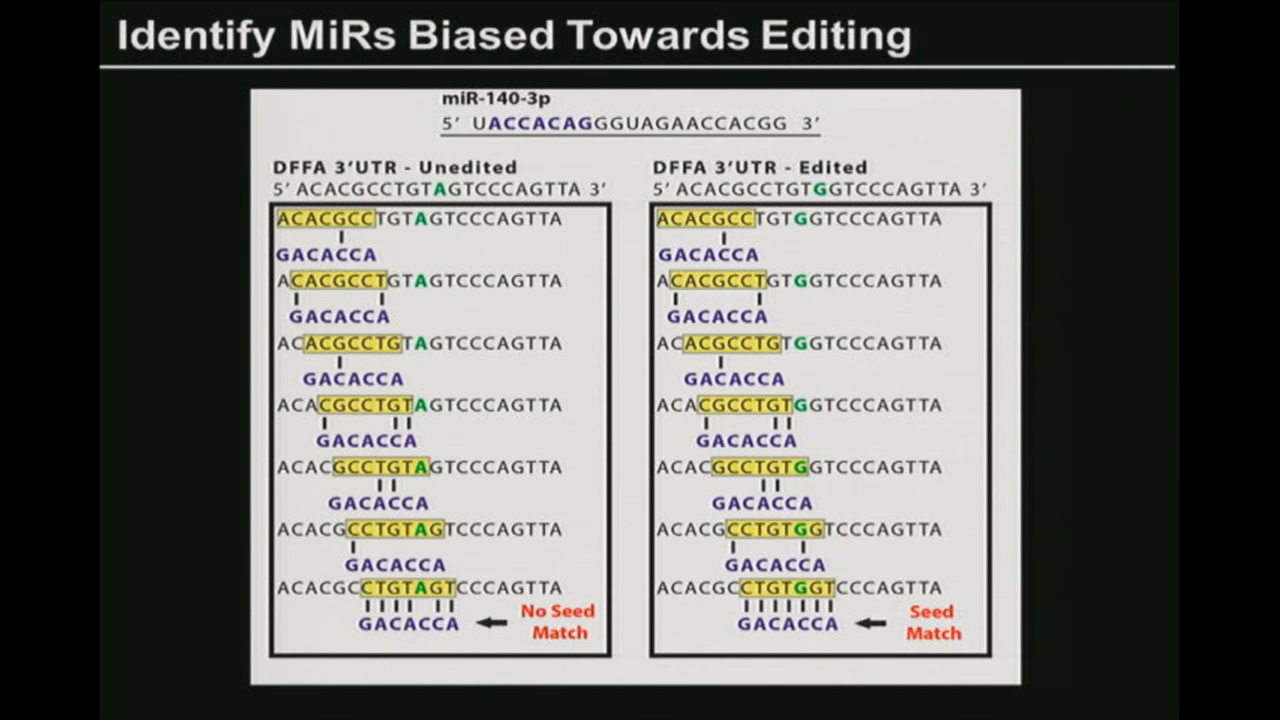 Identify MiRs Biased Towards Editing
miR-140-3p
5' UACCACAGGGUAGAACCACGG 3'
DFFA 3'UTR - Unedited
5' ACACGCCTGTAGTCCCAGTTA 3'
ACACGCCTGTAGTCCCAGTTA
GACACCA
ACACGCCTGTAGTCCCAGTTA
GACACCA
ACACGCCTGTAGTCCCAGTTA
GACACCA
ACACGCCTGTAGTCCCAGTTA
GACACCA
ACACGCCTGTAGTCCCAGTTA
GACACCA
ACACGCCTGTAGTCCCAGTTA
GACACCA
ACACGCCTGTAGTCCCAGTTA
GACACCA
No Seed
Match
DFFA 3'UTR - Edited
5' ACACGCCTGTGGTCCCAGTTA 3'
ACACGCCTGTGGTCCCAGTTA
GACACCA
ACACGCCTGTGGTCCCAGTTA
GACACCA
ACACGCCTGTGGTCCCAGTTA
GACACCA
ACACGCCTGTGGTCCCAGTTA
GACACCA
ACACGCCTGTGGTCCCAGTTA
GACACCA
ACACGCCTGTGGTCCCAGTTA
GACACCA
ACACGCCTGTGGTCCCAGTTA
GACACCA
Seed
Match